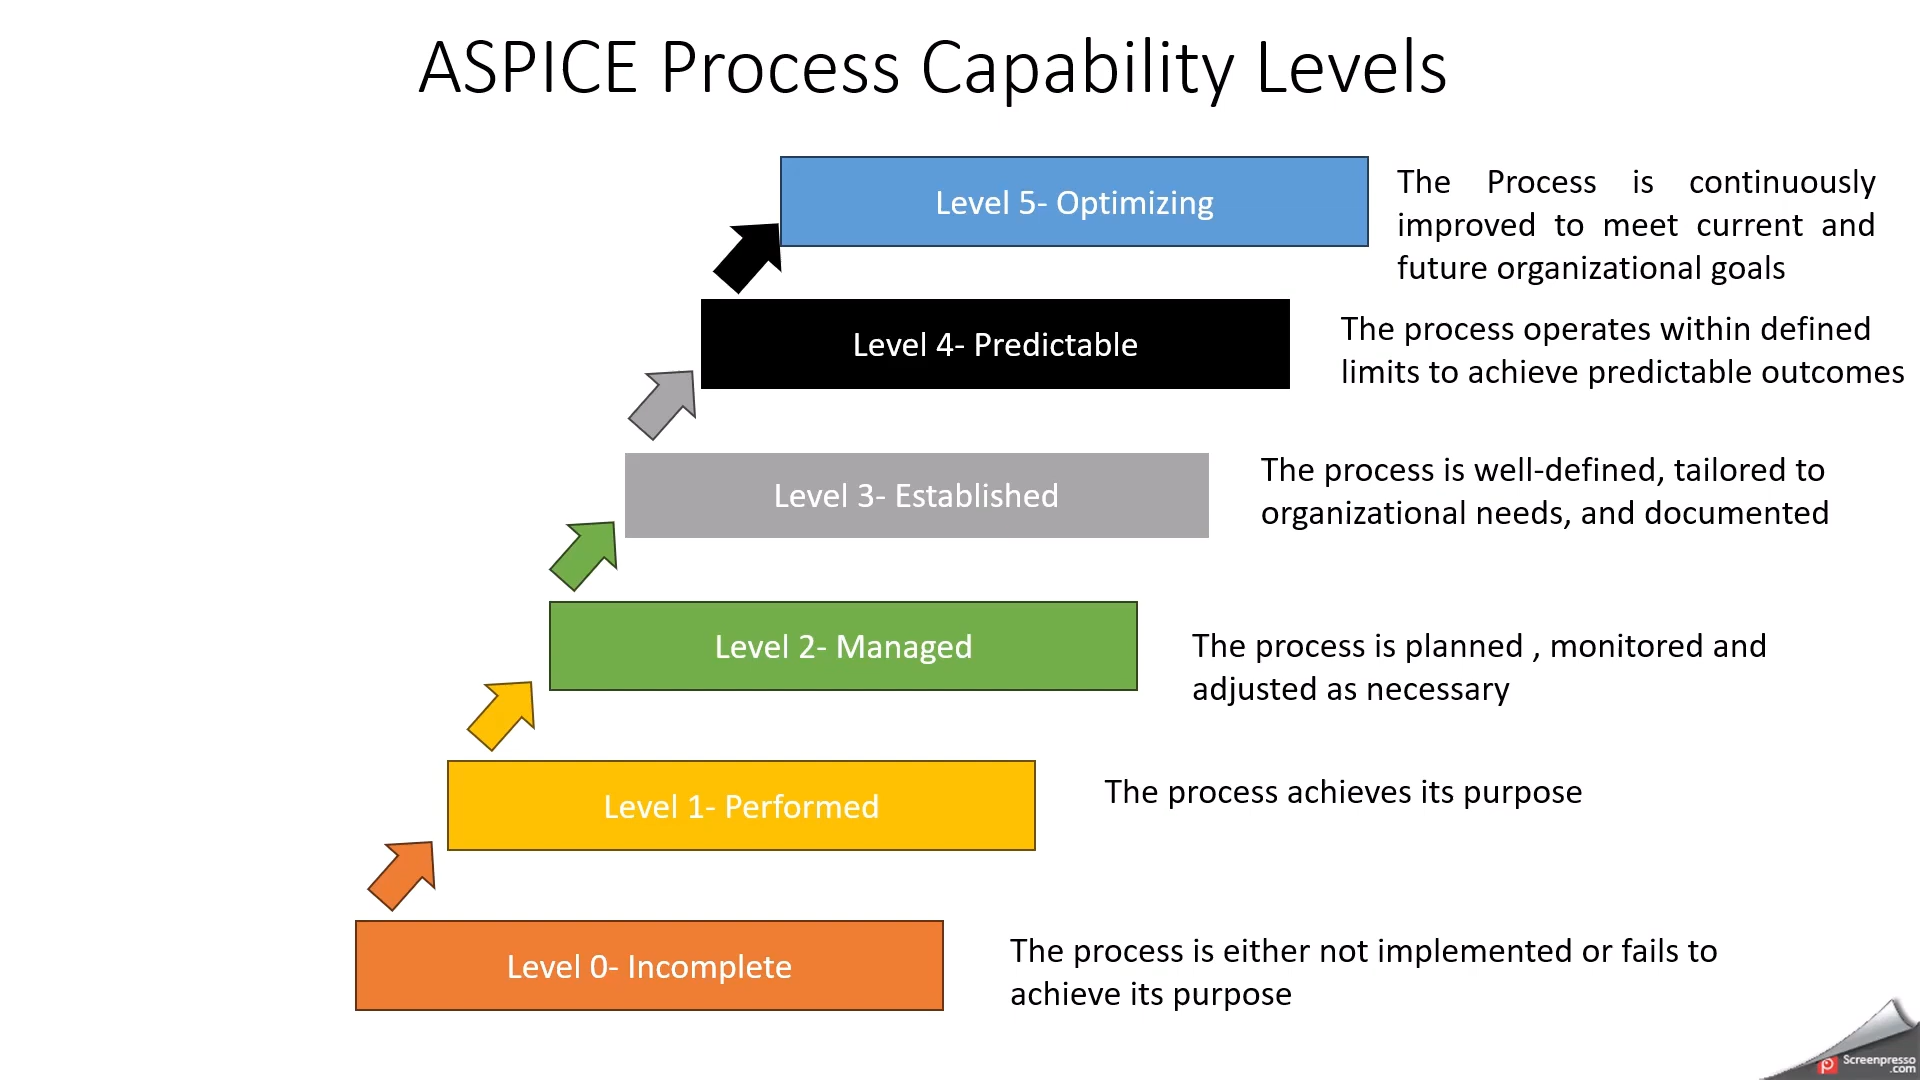 ASPICE Process Capability Levels
Level 5- Optimizing
The Process is continuously
improved to meet current and
future organizational goals
Level 4- Predictable
The process operates within defined
limits to achieve predictable outcomes
Level 3- Established
The process is well-defined, tailored to
organizational needs, and documented
Level 2- Managed
The process is planned , monitored and
adjusted as necessary
Level 1- Performed
The process achieves its purpose
Level 0- Incomplete
The process is either not implemented or fails to
achieve its purpose
Screenpresso
.com